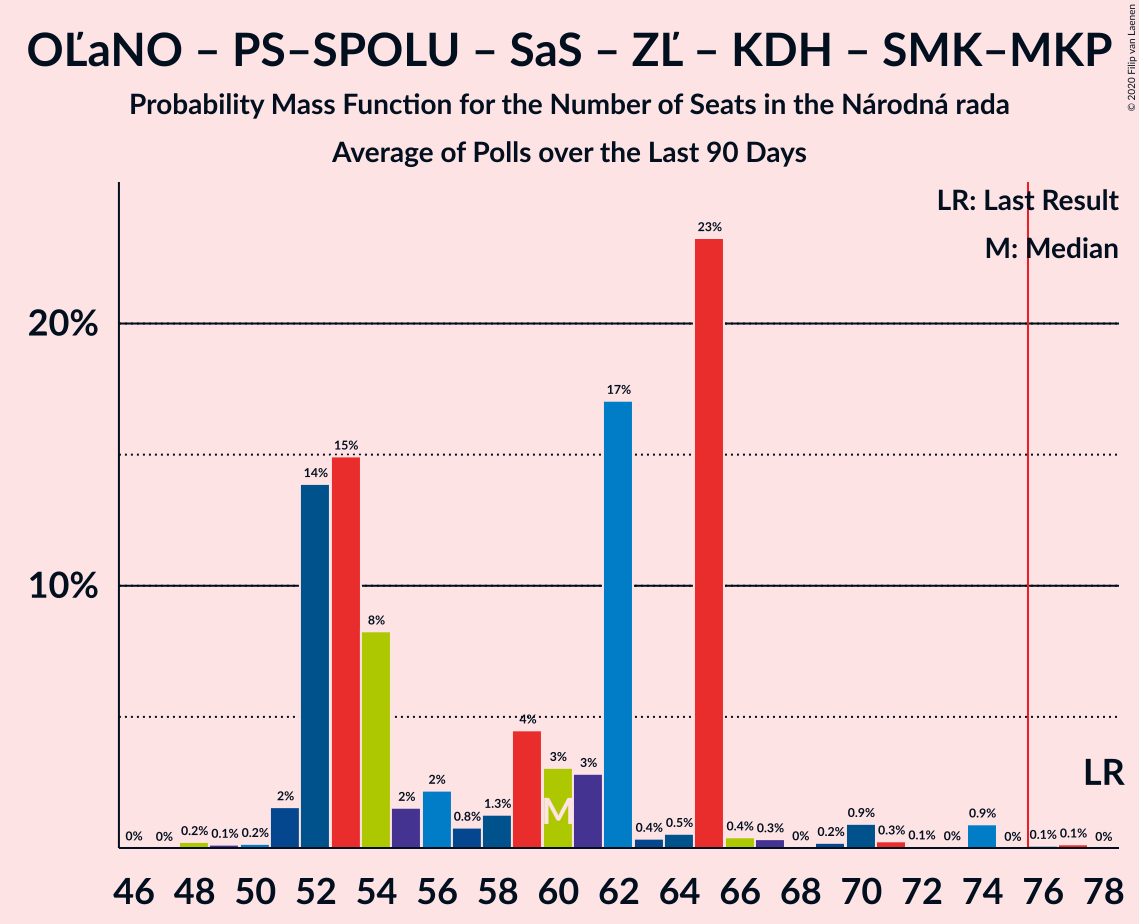 OĽaNO – PS–SPOLU – SaS – ZĽ – KDH – SMK–MKP
Probability Mass Function for the Number of Seats in the Národná rada
Average of Polls over the Last 90 Days
© 2020 Filip van Laenen
LR: Last Result
M: Median
20%
10%
0% 0% 0.2% 0.1% 0.2% 2% 14% 15% 8% 2% 2% 0.8% 1.3% 4% 3% 3% 17% 0.4% 0.5% 23% 0.4% 0.3% 0% 0.2% 0.9% 0.3% 0.1% 0% 0.9% 0% 0.1% 0.1% 0%
M
LR
46 48 50 52 54 56 58 60 62 64 66 68 70 72 74 76 78